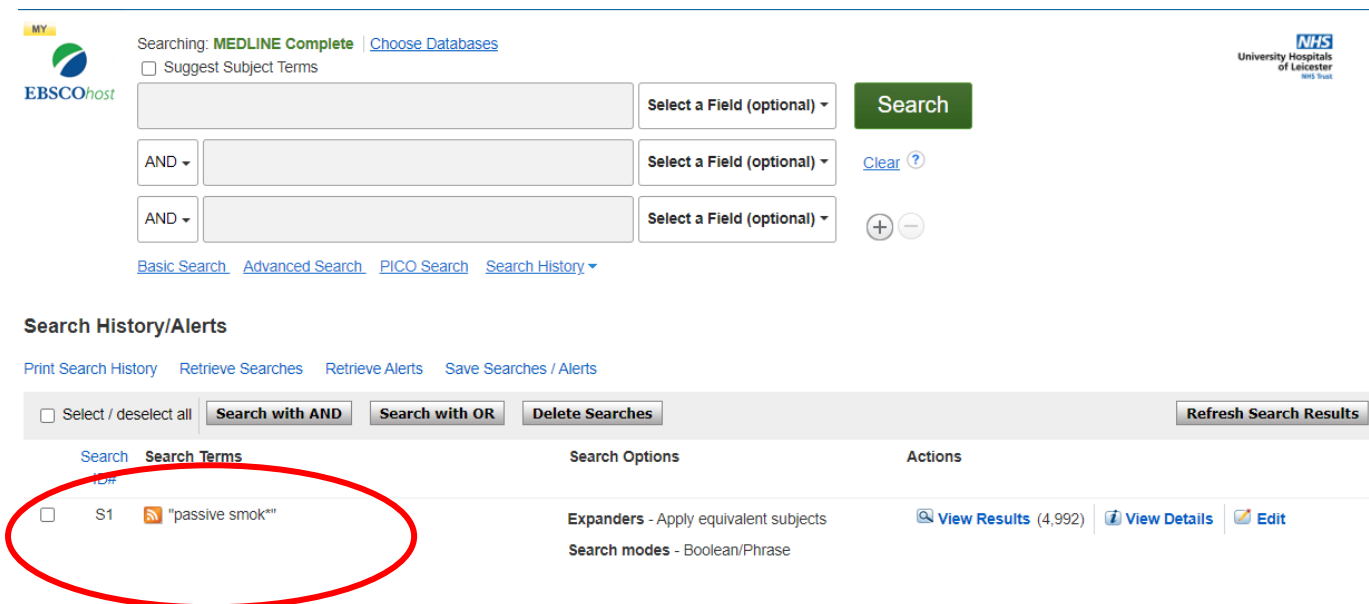 MY
EBSCOhost
Searching: MEDLINE Complete Choose Databases
Suggest Subject Terms
NHS
University Hospitals
of Leicester
NHS Trust
Select a Field (optional)
Search
AND
Select a Field (optional)
Clear ?
AND
Select a Field (optional)
Basic Search Advanced Search PICO Search Search History
Search History/Alerts
Print Search History Retrieve Searches Retrieve Alerts Save Searches / Alerts
Select / deselect all Search with AND Search with OR Delete Searches Refresh Search Results
Search ID# Search Terms Search Options Actions
S1 "passive smok*" Expanders - Apply equivalent subjects View Results (4,992) View Details Edit
Search modes - Boolean/Phrase